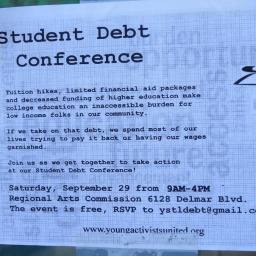 Student Debt
Conference
Tuition hikes, limited financial aid packages
and decreased funding of higher education make
college education an inaccessible burden for
low income folks in our community.
If we take on that debt, we spend most of our
lives trying to pay it back or having our wages
garnished.
Join us as we get together to take action
at our Student Debt Conference!
Saturday, September 29 from 9AM-4PM
Regional Arts Commission 6128 Delmar Blvd.
The event is free, RSVP to ystldebt@gmail.co
www.youngactivistsunited.org